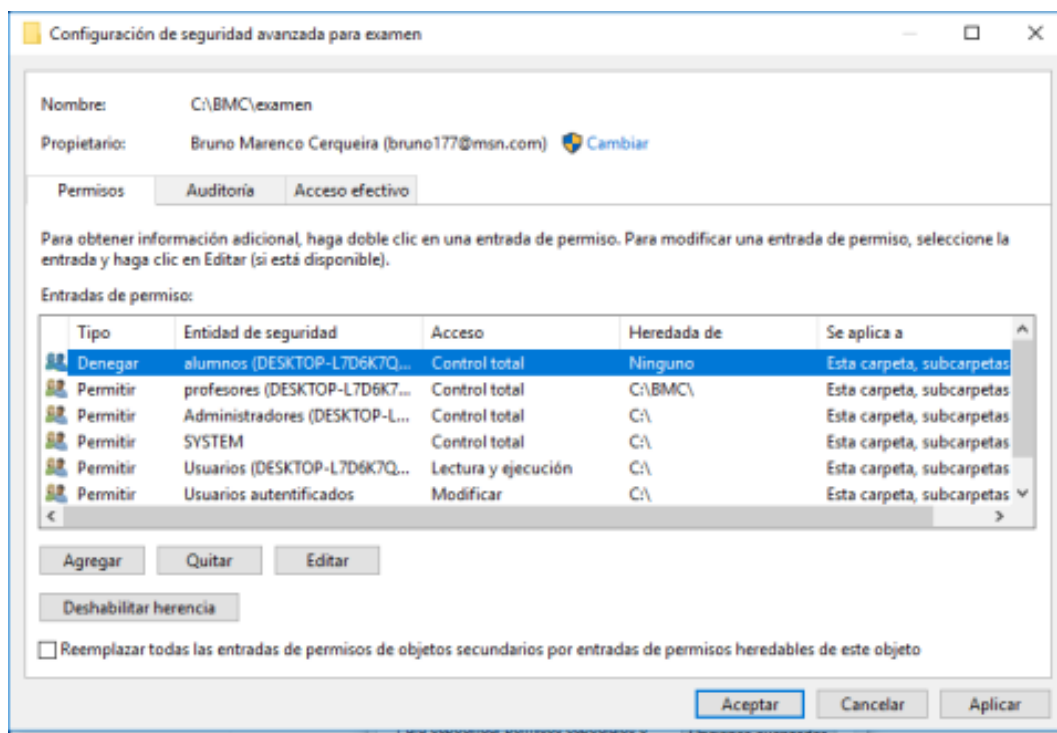 Configuración de seguridad avanzada para examen
Nombre: C:\BMC\examen
Propietario: Bruno Marenco Cerqueira (bruno177@msn.com) Cambiar
Permisos Auditoría Acceso efectivo
Para obtener información adicional, haga doble clic en una entrada de permiso. Para modificar una entrada de permiso, seleccione la
entrada y haga clic en Editar (si está disponible).
Entradas de permiso:
Tipo Entidad de seguridad Acceso Heredada de Se aplica a
Denegar alumnos (DESKTOP-L7D6K7Q... Control total Ninguno Esta carpeta, subcarpetas
Permitir profesores (DESKTOP-L7D6K7... Control total C:\BMC\ Esta carpeta, subcarpetas
Permitir Administradores (DESKTOP-L... Control total C:\ Esta carpeta, subcarpetas
Permitir SYSTEM Control total C:\ Esta carpeta, subcarpetas
Permitir Usuarios (DESKTOP-L7D6K7Q... Lectura y ejecución C:\ Esta carpeta, subcarpetas
Permitir Usuarios autentificados Modificar C:\ Esta carpeta, subcarpetas
Agregar Quitar Editar
Deshabilitar herencia
Reemplazar todas las entradas de permisos de objetos secundarios por entradas de permisos heredables de este objeto
Aceptar Cancelar Aplicar